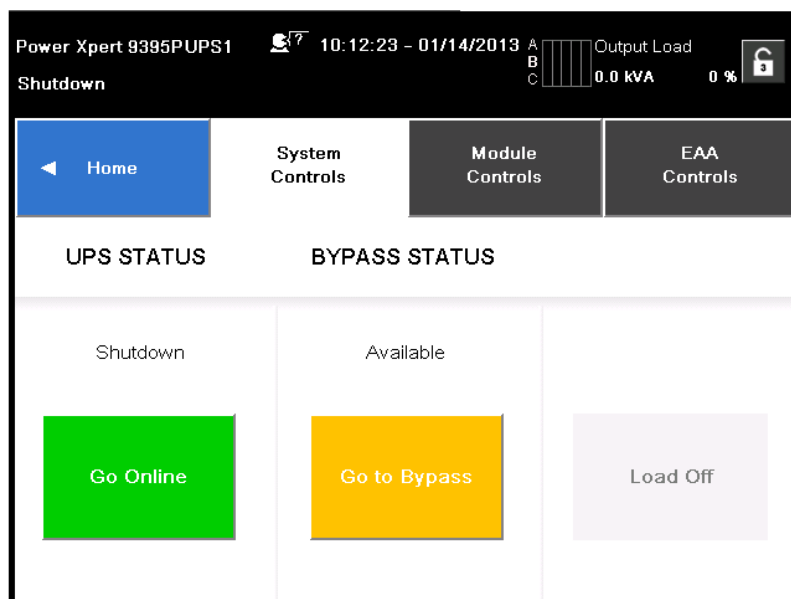 Power Xpert 9395PUPS1 ? 10:12:23 - 01/14/2013 A Output Load
B
Shutdown C 0.0 kVA 0 % 3
Home System Controls Module Controls EAA Controls
UPS STATUS BYPASS STATUS
Shutdown Available
Go Online Go to Bypass Load Off